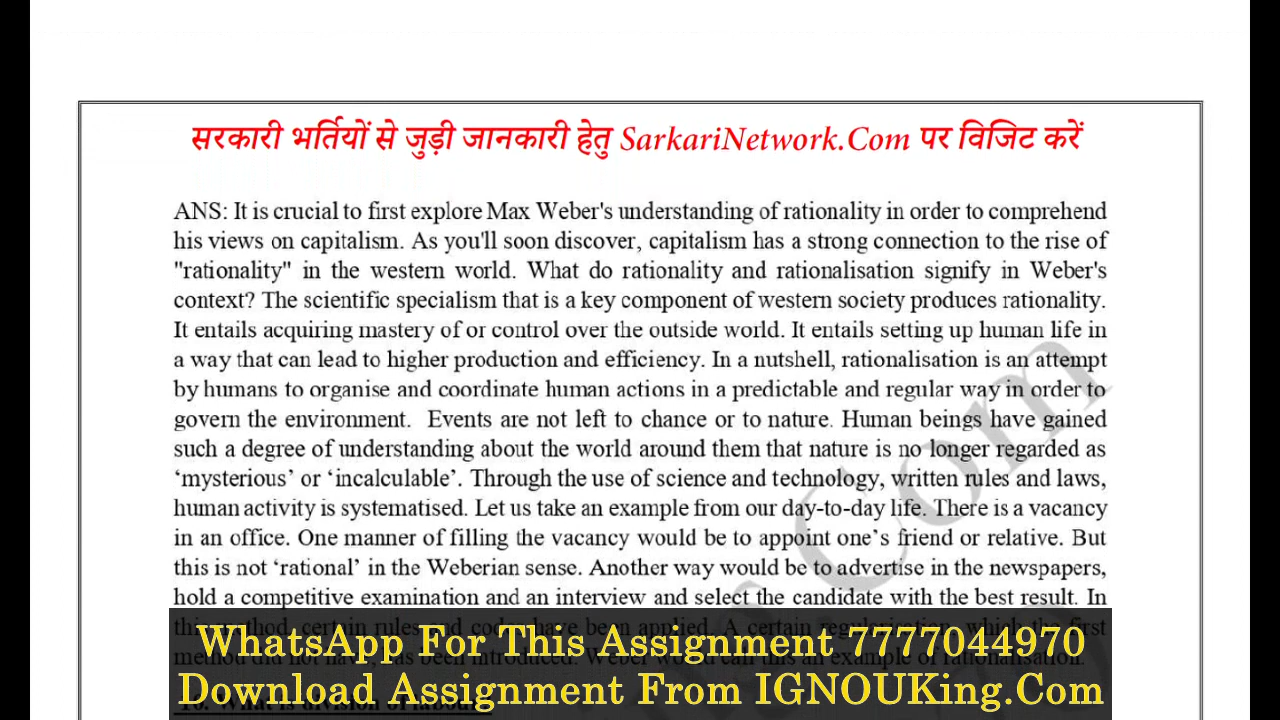 सरकारी भर्तियों से जुड़ी जानकारी हेतु SarkariNetwork.Com पर विजिट करें
ANS: It is crucial to first explore Max Weber's understanding of rationality in order to comprehend
his views on capitalism. As you'll soon discover, capitalism has a strong connection to the rise of
"rationality" in the western world. What do rationality and rationalisation signify in Weber's
context? The scientific specialism that is a key component of western society produces rationality.
It entails acquiring mastery of or control over the outside world. It entails setting up human life in
a way that can lead to higher production and efficiency. In a nutshell, rationalisation is an attempt
by humans to organise and coordinate human actions in a predictable and regular way in order to
govern the environment. Events are not left to chance or to nature. Human beings have gained
such a degree of understanding about the world around them that nature is no longer regarded as
‘mysterious’ or ‘incalculable’. Through the use of science and technology, written rules and laws,
human activity is systematised. Let us take an example from our day-to-day life. There is a vacancy
in an office. One manner of filling the vacancy would be to appoint one’s friend or relative. But
this is not ‘rational’ in the Weberian sense. Another way would be to advertise in the newspapers,
hold a competitive examination and an interview and select the candidate with the best result. In
WhatsApp For This Assignment 7777044970
Download Assignment From IGNOUKing.Com